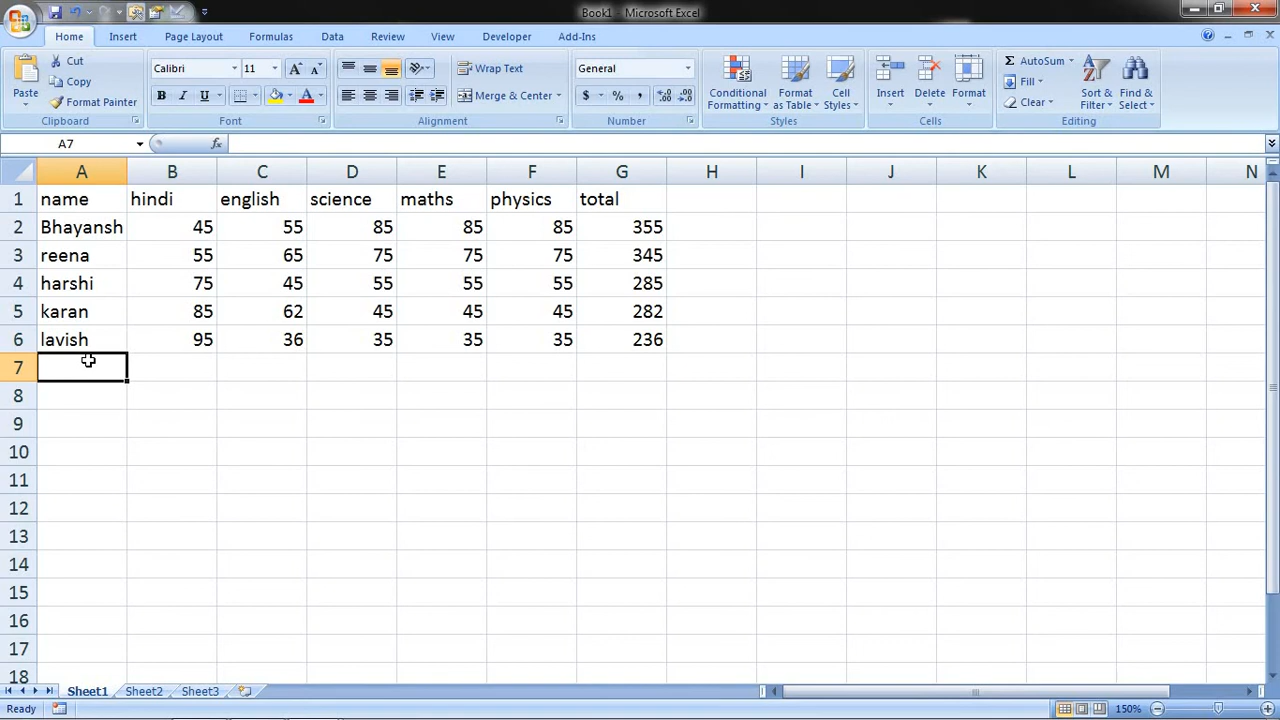 Book1 - Microsoft Excel
Home Insert Page Layout Formulas Data Review View Developer Add-Ins
Paste Cut Copy Format Painter Clipboard
Calibri 11 A A B I U A Font
Wrap Text Merge & Center Alignment
General $ % , .0 .00 .00 .0 Number
Conditional Formatting Format as Table Cell Styles Styles
Insert Delete Format Cells
Σ AutoSum Fill Clear Sort & Filter Find & Select Editing
A7 fx
A B C D E F G H I J K L M N
1 name hindi english science maths physics total
2 Bhayansh 45 55 85 85 85 355
3 reena 55 65 75 75 75 345
4 harshi 75 45 55 55 55 285
5 karan 85 62 45 45 45 282
6 lavish 95 36 35 35 35 236
7
8
9
10
11
12
13
14
15
16
17
18
Sheet1 Sheet2 Sheet3
Ready 150%